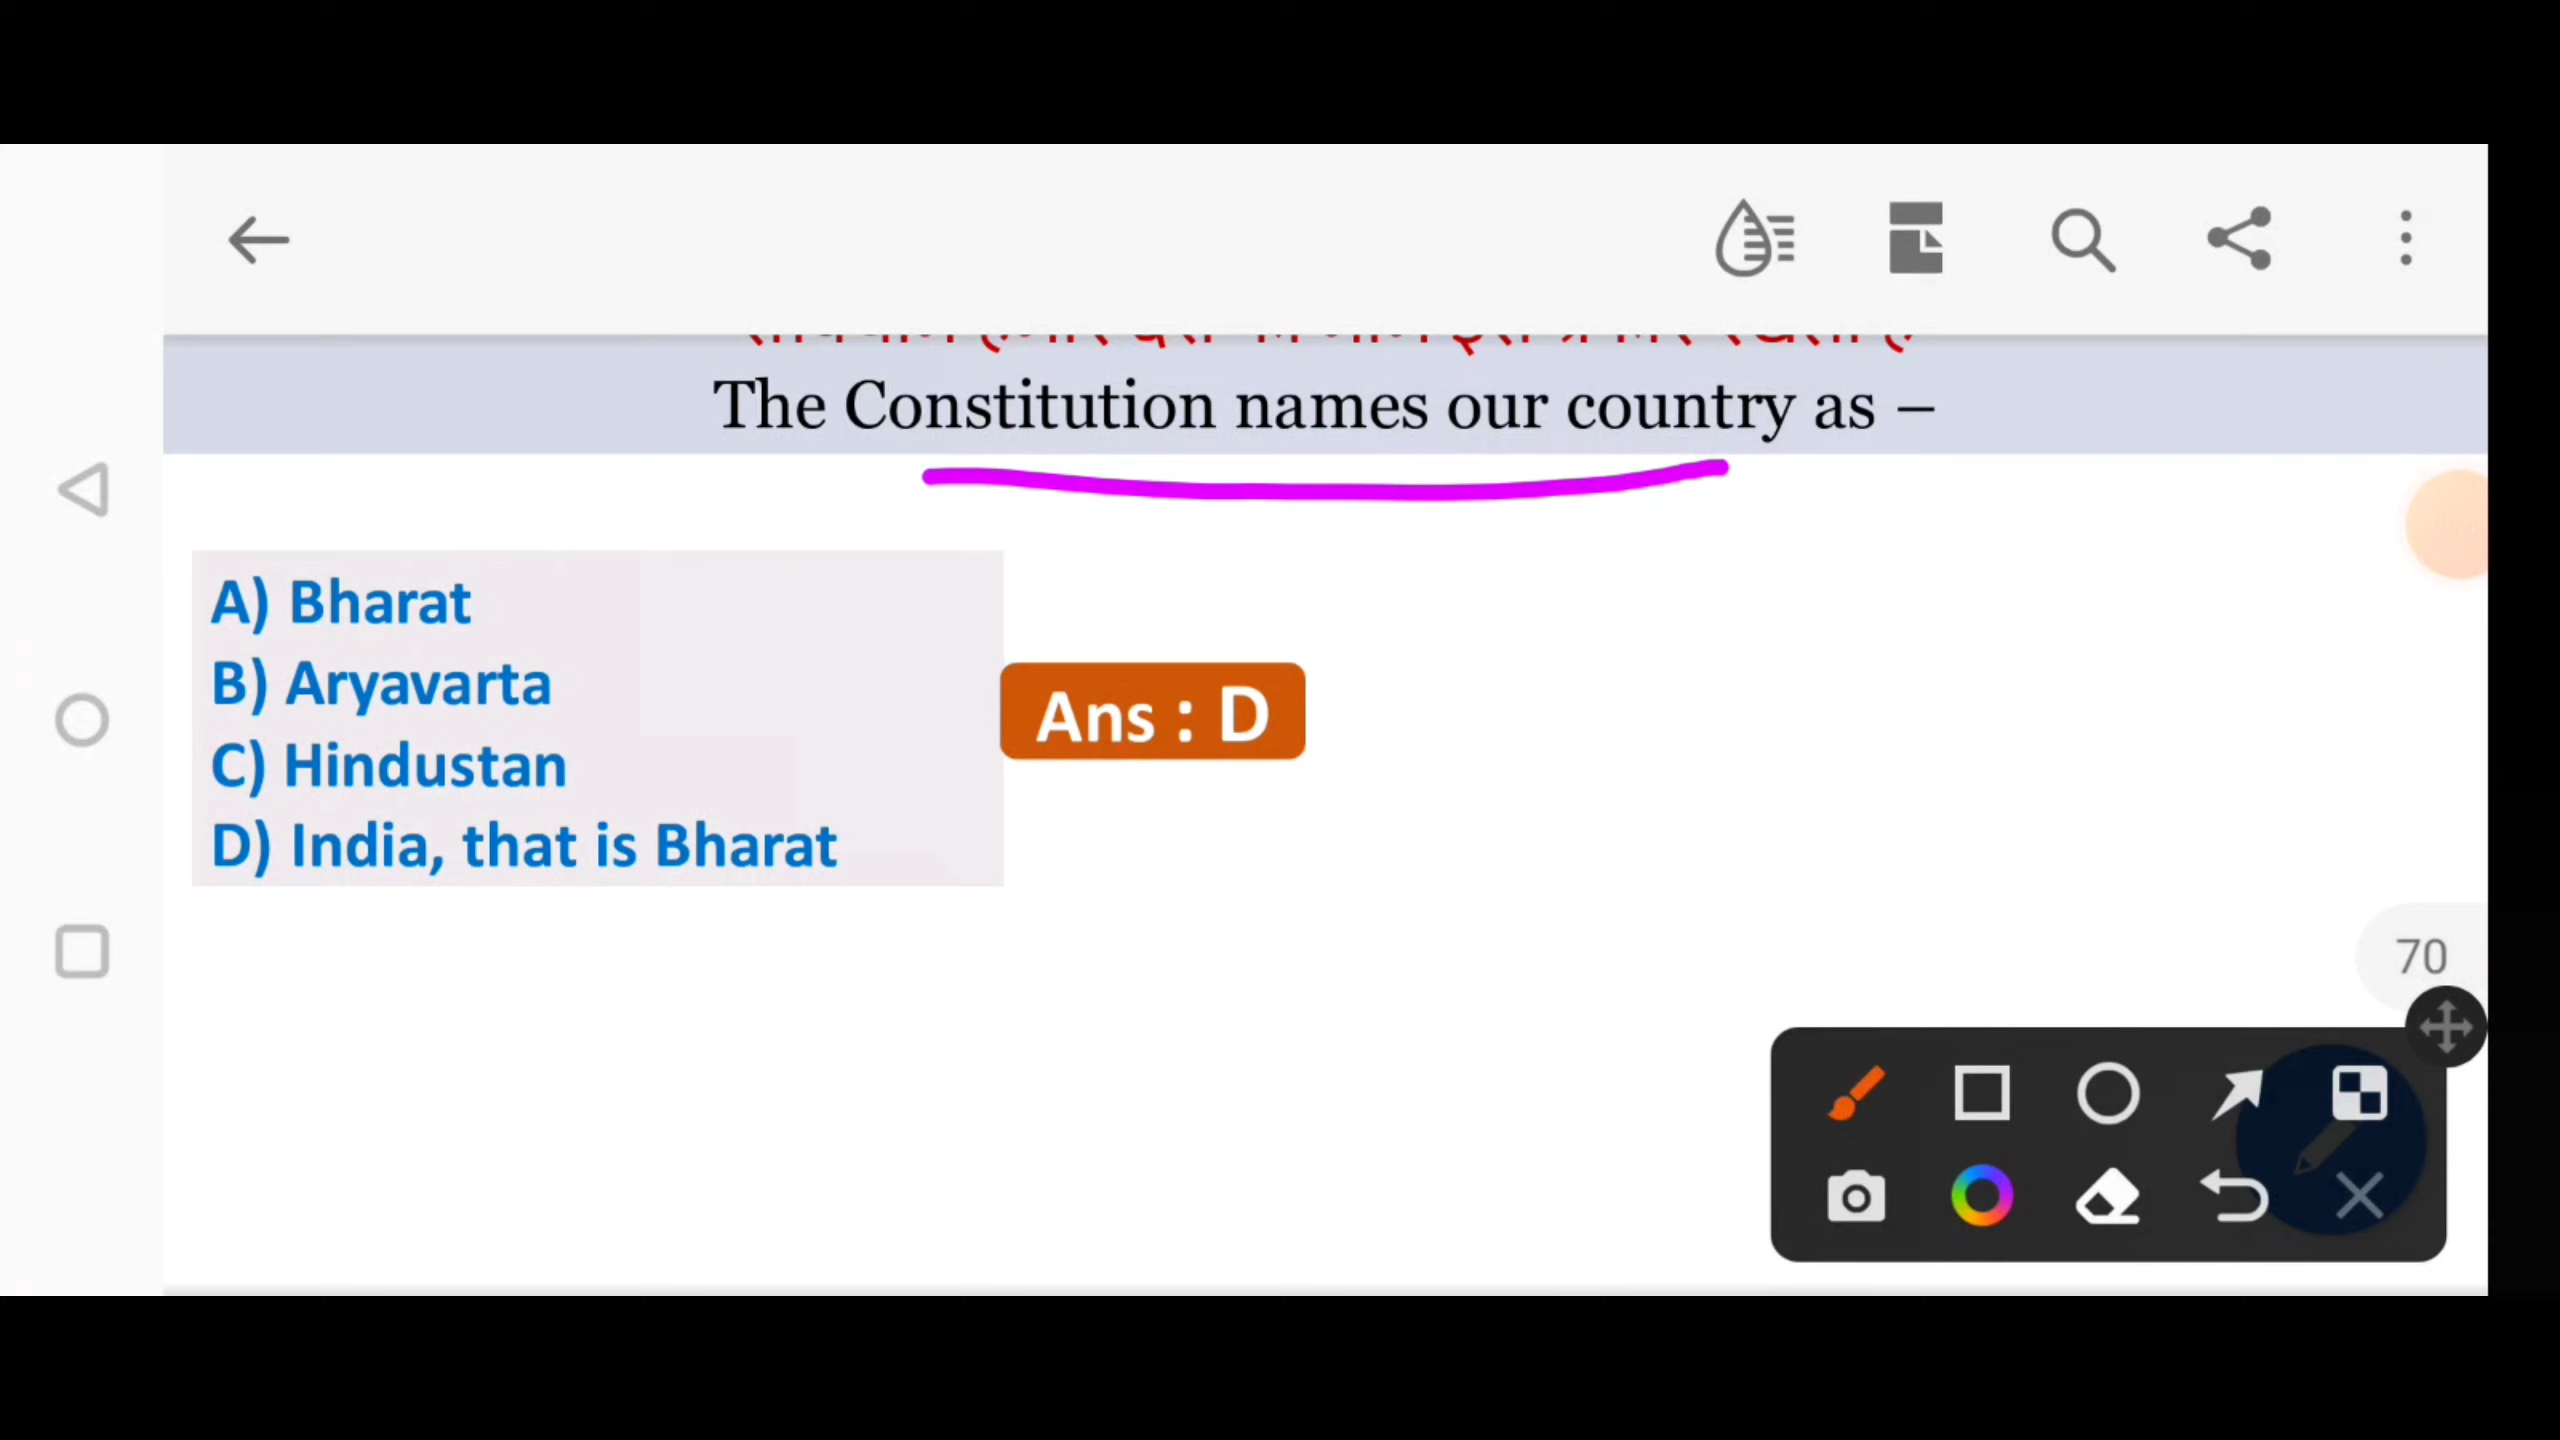 The Constitution names our country as –
A) Bharat
B) Aryavarta
C) Hindustan
D) India, that is Bharat
Ans : D
70